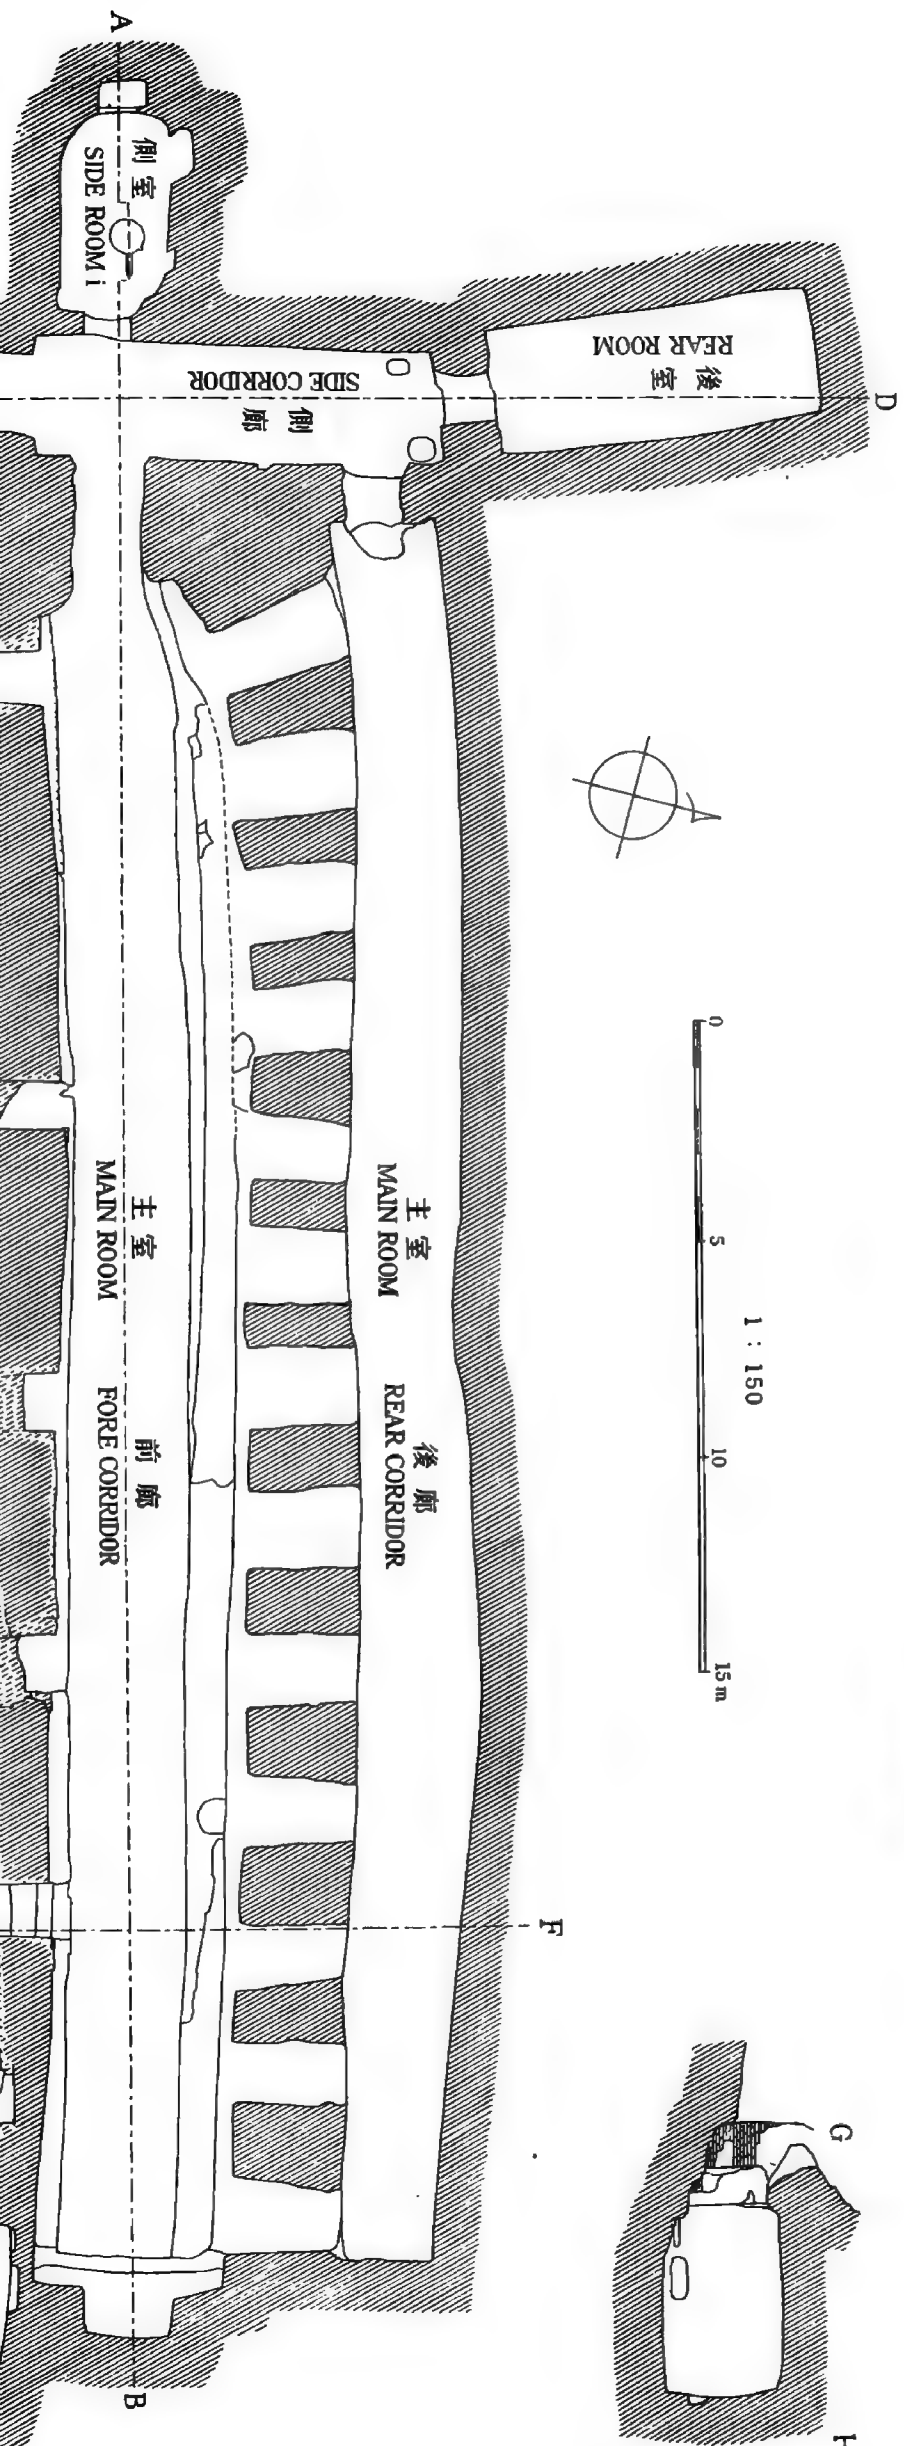 A
側室
SIDE ROOM i
SIDE CORRIDOR
側廊
REAR ROOM
後室
D
主室
MAIN ROOM
後廊
REAR CORRIDOR
主室
MAIN ROOM
前廊
FORE CORRIDOR
0
5
10
15 m
1 : 150
F
G
B